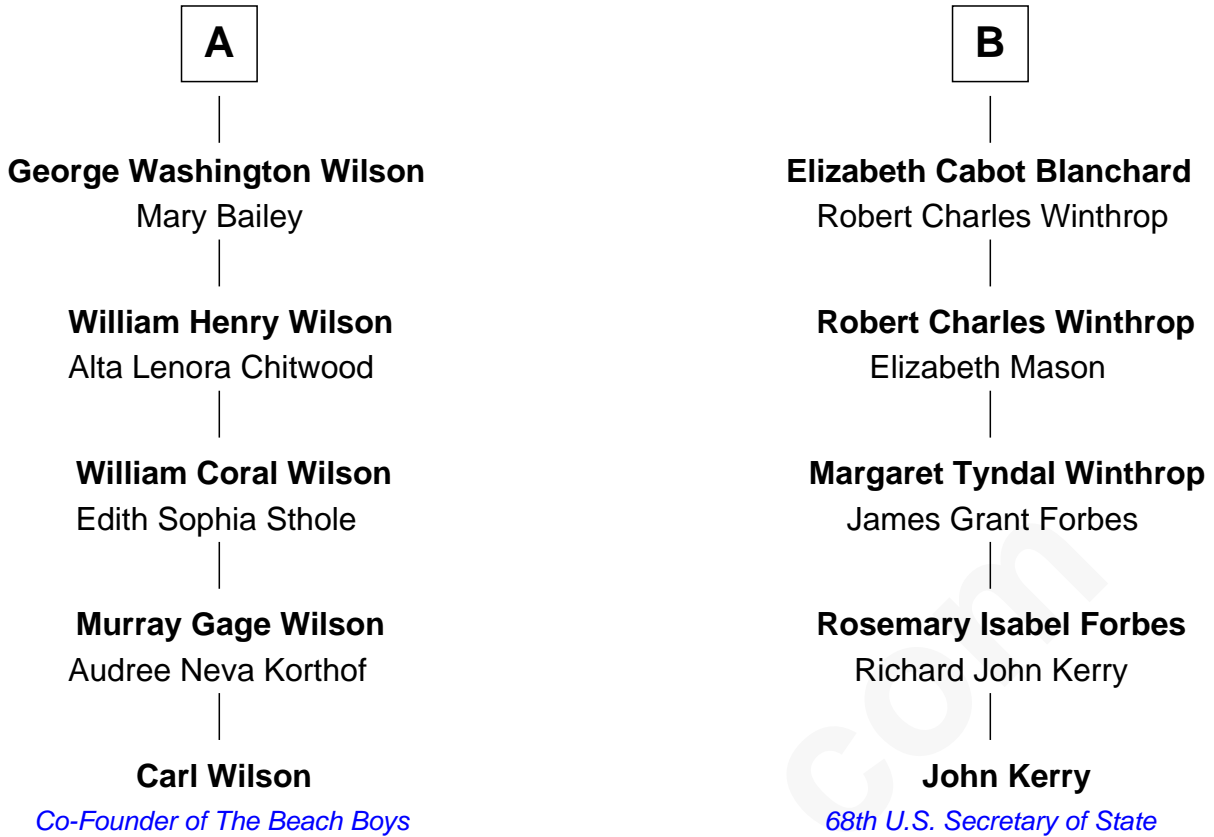 A
George Washington Wilson
Mary Bailey
William Henry Wilson
Alta Lenora Chitwood
William Coral Wilson
Edith Sophia Sthole
Murray Gage Wilson
Audree Neva Korthof
Carl Wilson
Co-Founder of The Beach Boys
B
Elizabeth Cabot Blanchard
Robert Charles Winthrop
Robert Charles Winthrop
Elizabeth Mason
Margaret Tyndal Winthrop
James Grant Forbes
Rosemary Isabel Forbes
Richard John Kerry
John Kerry
68th U.S. Secretary of State
com